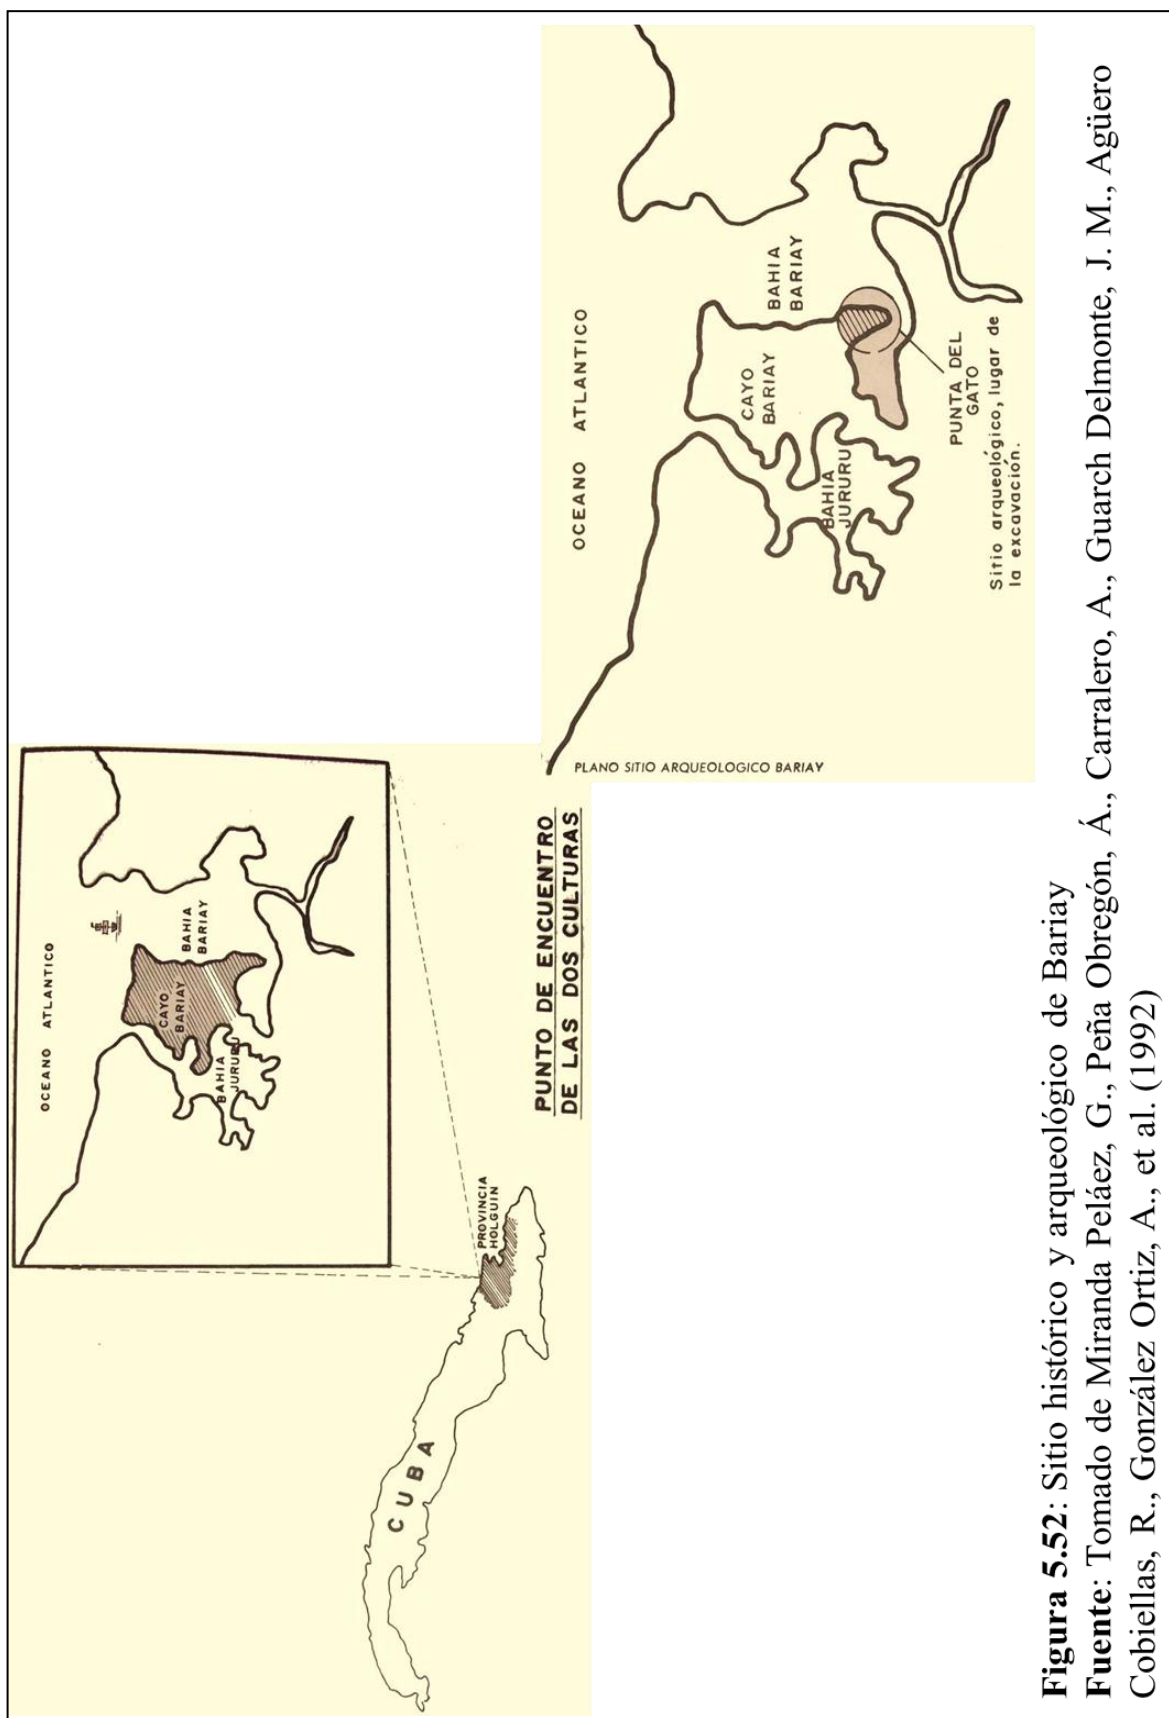 OCEANO ATLANTICO
CAYO
BARIAY
BAHIA
BARIAY
BAHIA
JURURU
PROVINCIA
HOLGUIN
CUBA
PUNTO DE ENCUENTRO
DE LAS DOS CULTURAS
OCEANO ATLANTICO
CAYO
BARIAY
BAHIA
BARIAY
BAHIA
JURURU
PUNTA DEL
GATO
Sitio arqueológico, lugar de
la excavación.
PLANO SITIO ARQUEOLOGICO BARIAY
Figura 5.52: Sitio histórico y arqueológico de Bariay
Fuente: Tomado de Miranda Peláez, G., Peña Obregón, Á., Carralero, A., Guarch Delmonte, J. M., Agüero
Cobiellas, R., González Ortiz, A., et al. (1992)